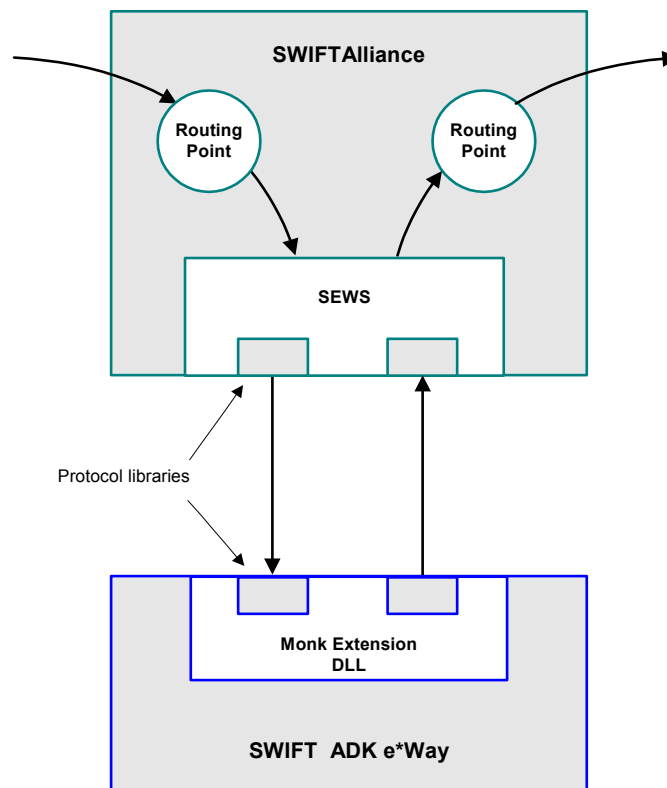 SWIFTAlliance
Routing
Point
Routing
Point
SEWS
Protocol libraries
Monk Extension
DLL
SWIFT ADK e*Way